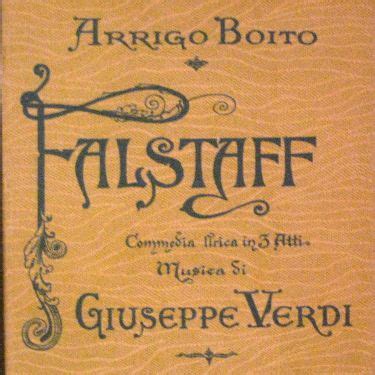 ARRIGO BOITO
FALSTAFF
Commedia lirica in 3 Atti.
Musica di
GIUSEPPE VERDI